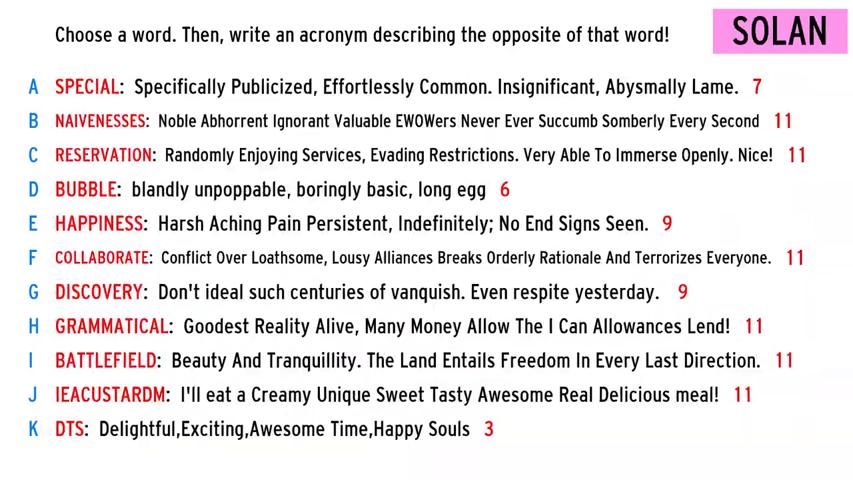 Choose a word. Then, write an acronym describing the opposite of that word!
SOLAN
A SPECIAL: Specifically Publicized, Effortlessly Common. Insignificant, Abysmally Lame. 7
B NAIVENESSES: Noble Abhorrent Ignorant Valuable EWOWers Never Ever Succumb Somberly Every Second 11
C RESERVATION: Randomly Enjoying Services, Evading Restrictions. Very Able To Immerse Openly. Nice! 11
D BUBBLE: blandly unpoppable, boringly basic, long egg 6
E HAPPINESS: Harsh Aching Pain Persistent, Indefinitely; No End Signs Seen. 9
F COLLABORATE: Conflict Over Loathsome, Lousy Alliances Breaks Orderly Rationale And Terrorizes Everyone. 11
G DISCOVERY: Don't ideal such centuries of vanquish. Even respite yesterday. 9
H GRAMMATICAL: Goodest Reality Alive, Many Money Allow The I Can Allowances Lend! 11
I BATTLEFIELD: Beauty And Tranquillity. The Land Entails Freedom In Every Last Direction. 11
J IEACUSTARDM: I'll eat a Creamy Unique Sweet Tasty Awesome Real Delicious meal! 11
K DTS: Delightful,Exciting,Awesome Time,Happy Souls 3